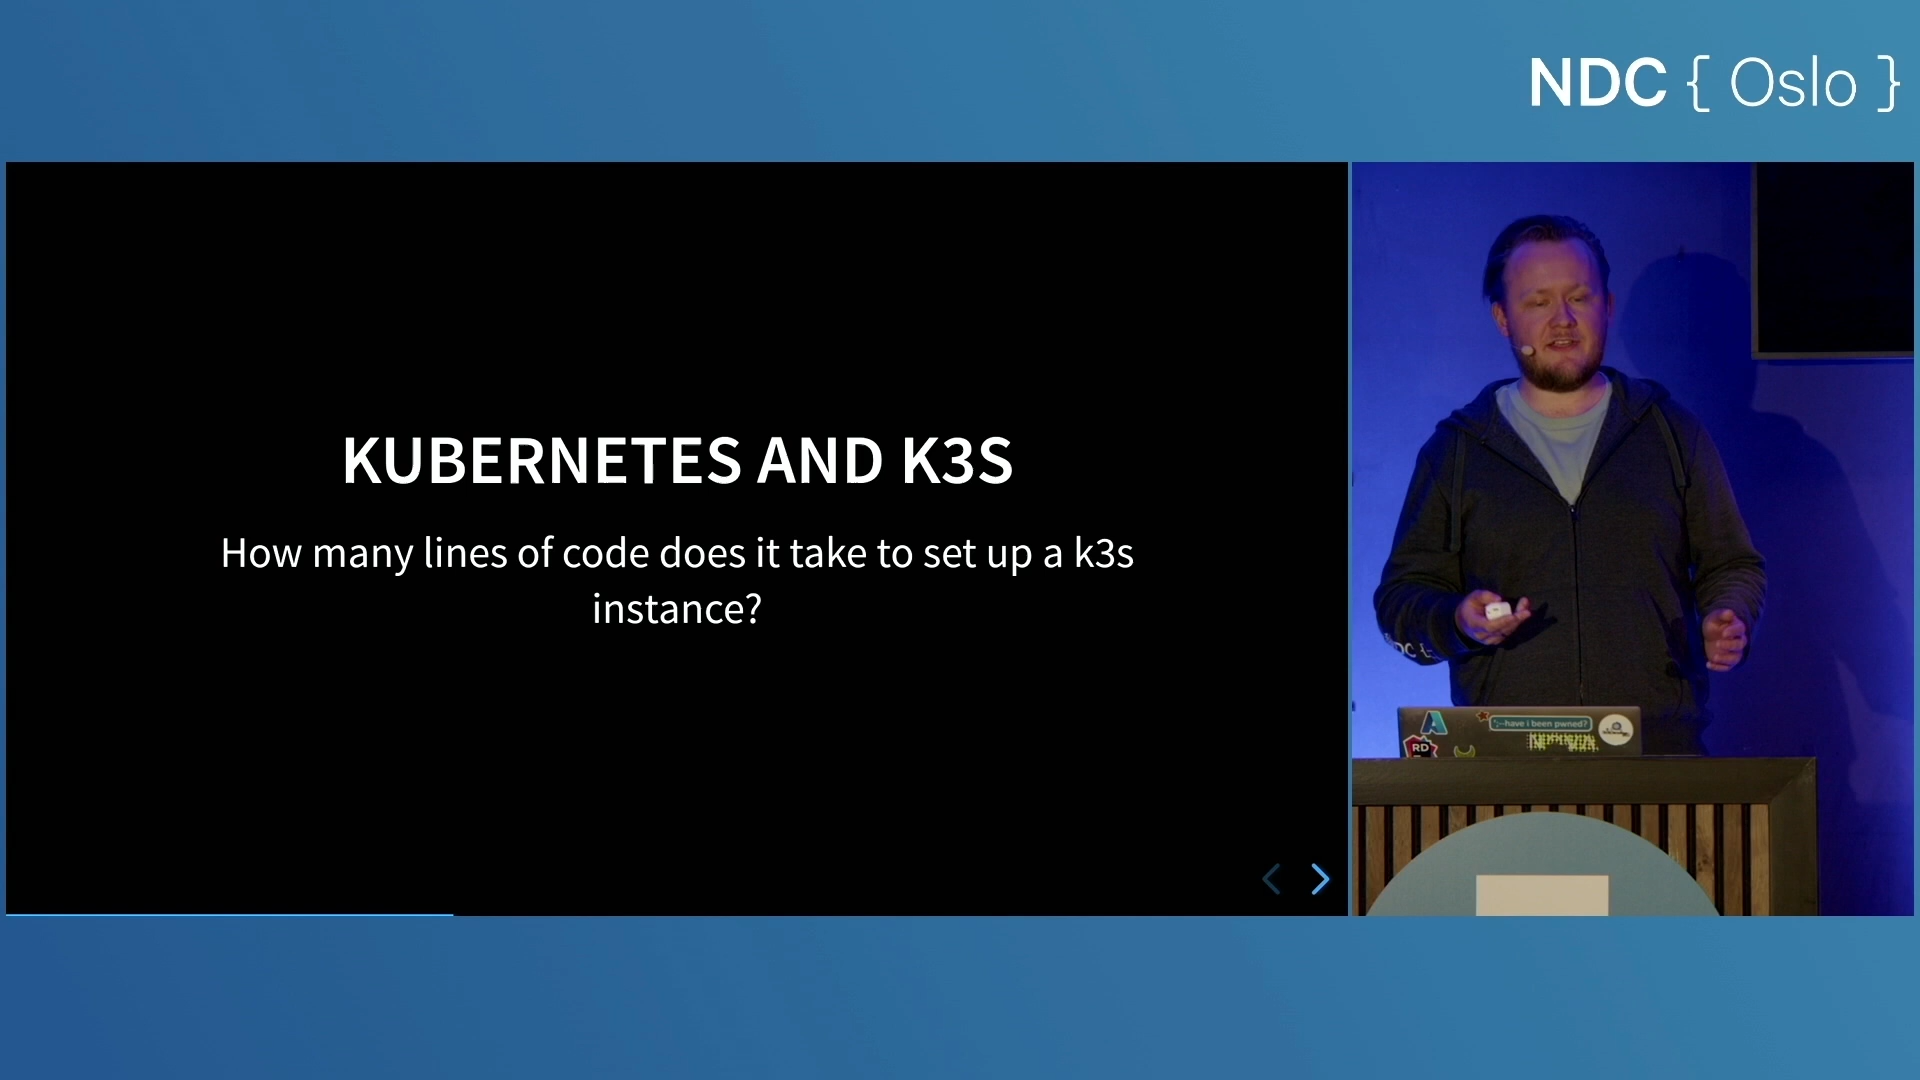 NDC { Oslo }
KUBERNETES AND K3S
How many lines of code does it take to set up a k3s
instance?
DC {
';--have i been pwned?
RD